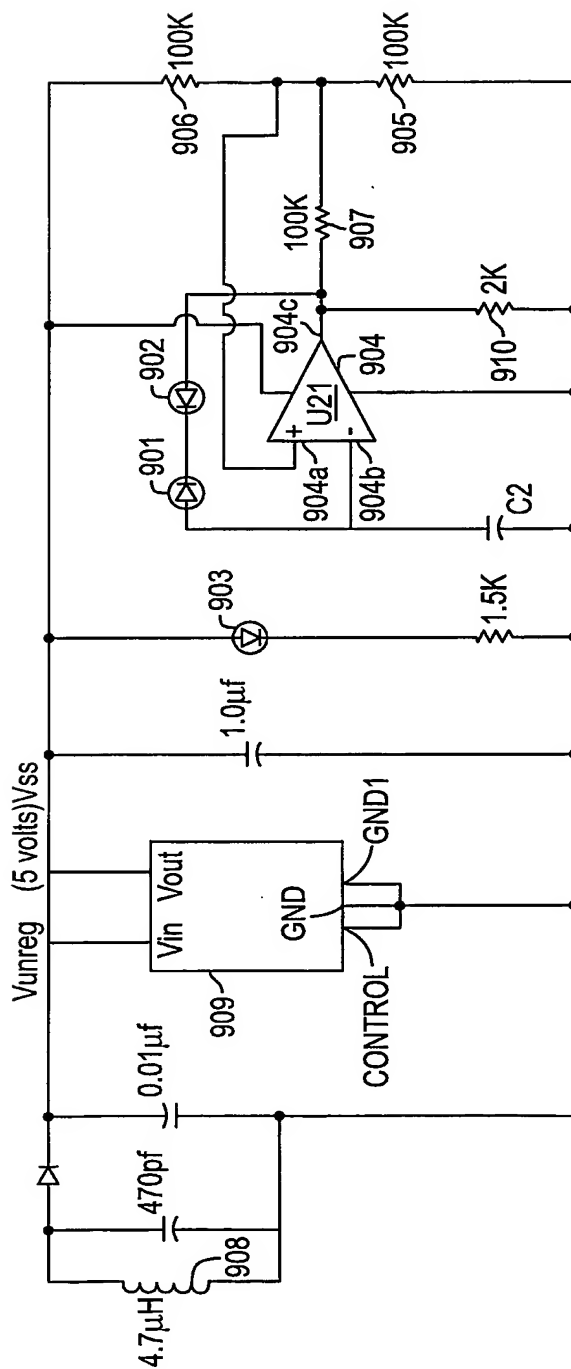 4.7µH
908
470pf
0.01µf
Vunreg (5 volts)Vss
Vin Vout
909
GND
GND1
CONTROL
1.0µf
903
1.5K
901
902
C2
+
-
U21
904a
904b
904c
904
100K
907
2K
910
100K
906
100K
905